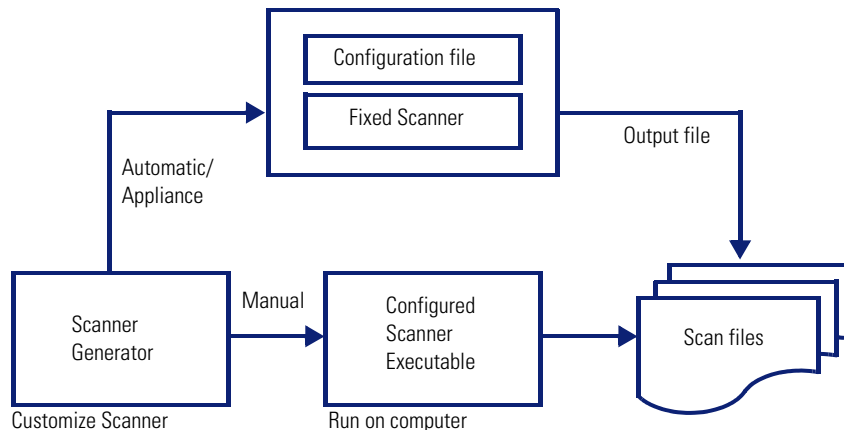 Configuration file
Fixed Scanner
Output file
Automatic/
Appliance
Manual
Scanner
Generator
Configured
Scanner
Executable
Scan files
Customize Scanner
Run on computer